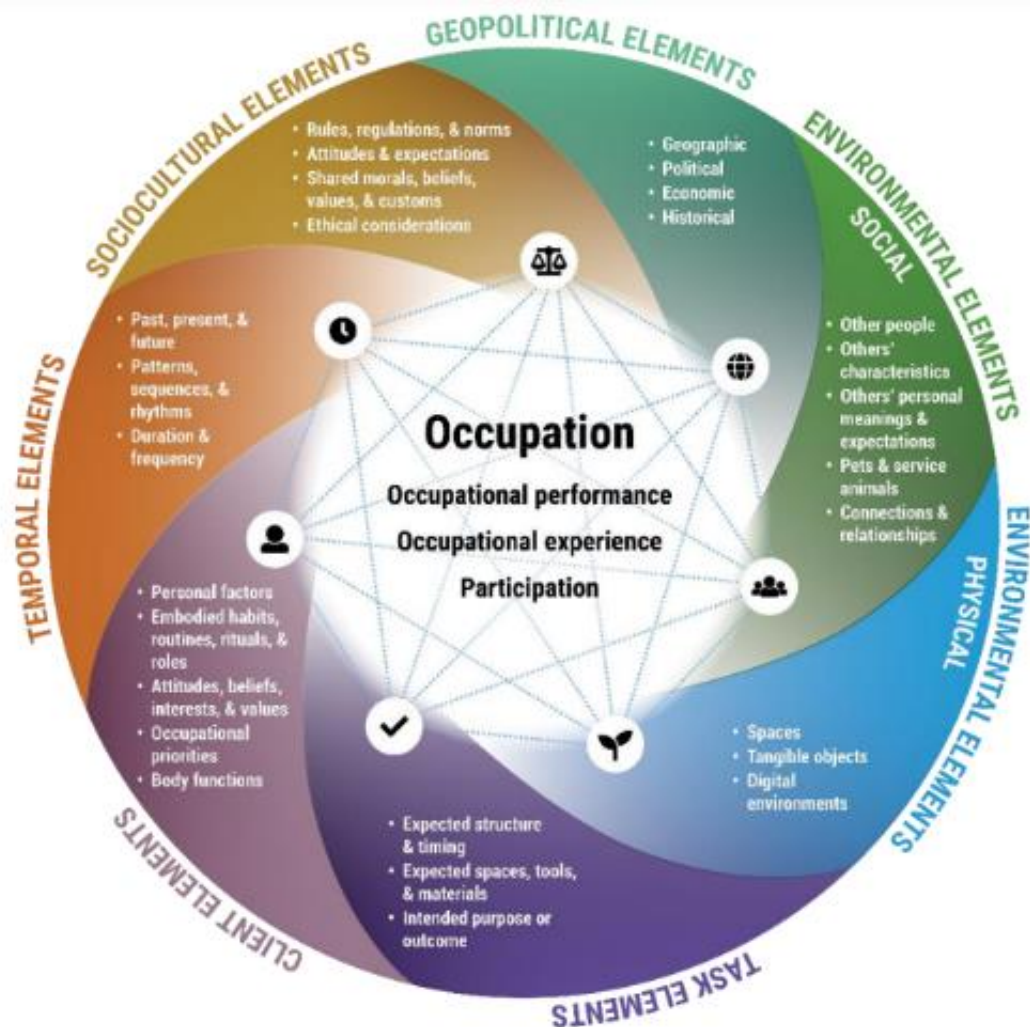 GEOPOLITICAL ELEMENTS
• Geographic
• Political
• Economic
• Historical
ENVIRONMENTAL ELEMENTS
SOCIAL
• Other people
• Others'
characteristics
• Others' personal
meanings &
expectations
• Pets & service
animals
• Connections &
relationships
ENVIRONMENTAL ELEMENTS
PHYSICAL
• Spaces
• Tangible objects
• Digital
environments
TASK ELEMENTS
• Expected structure
& timing
• Expected spaces, tools,
& materials
• Intended purpose or
outcome
CLIENT ELEMENTS
• Personal factors
• Embodied habits,
routines, rituals, &
roles
• Attitudes, beliefs,
interests, & values
• Occupational
priorities
• Body functions
TEMPORAL ELEMENTS
• Past, present, &
future
• Patterns,
sequences, &
rhythms
• Duration &
frequency
SOCIOCULTURAL ELEMENTS
• Rules, regulations, & norms
• Attitudes & expectations
• Shared morals, beliefs,
values, & customs
• Ethical considerations
Occupation
Occupational performance
Occupational experience
Participation